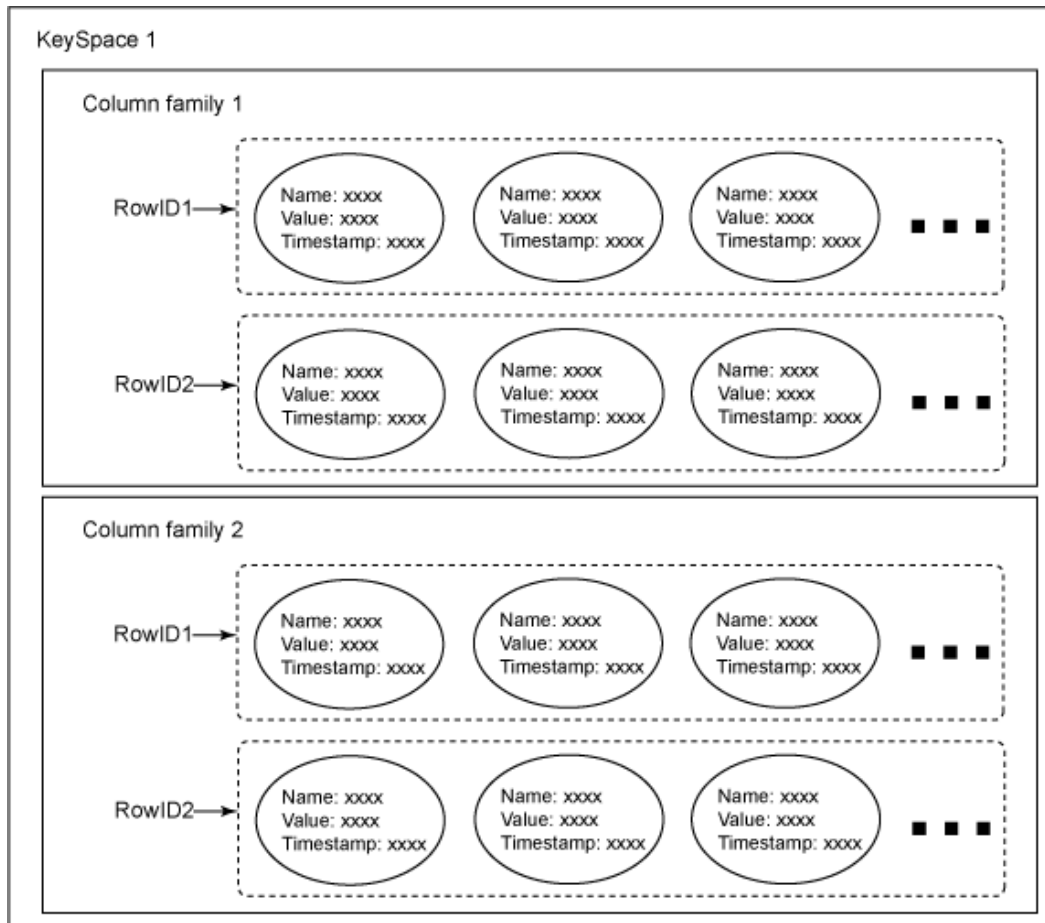 KeySpace 1
Column family 1
RowID1
Name: xxxx
Value: xxxx
Timestamp: xxxx
Name: xxxx
Value: xxxx
Timestamp: xxxx
Name: xxxx
Value: xxxx
Timestamp: xxxx
RowID2
Name: xxxx
Value: xxxx
Timestamp: xxxx
Name: xxxx
Value: xxxx
Timestamp: xxxx
Name: xxxx
Value: xxxx
Timestamp: xxxx
Column family 2
RowID1
Name: xxxx
Value: xxxx
Timestamp: xxxx
Name: xxxx
Value: xxxx
Timestamp: xxxx
Name: xxxx
Value: xxxx
Timestamp: xxxx
RowID2
Name: xxxx
Value: xxxx
Timestamp: xxxx
Name: xxxx
Value: xxxx
Timestamp: xxxx
Name: xxxx
Value: xxxx
Timestamp: xxxx